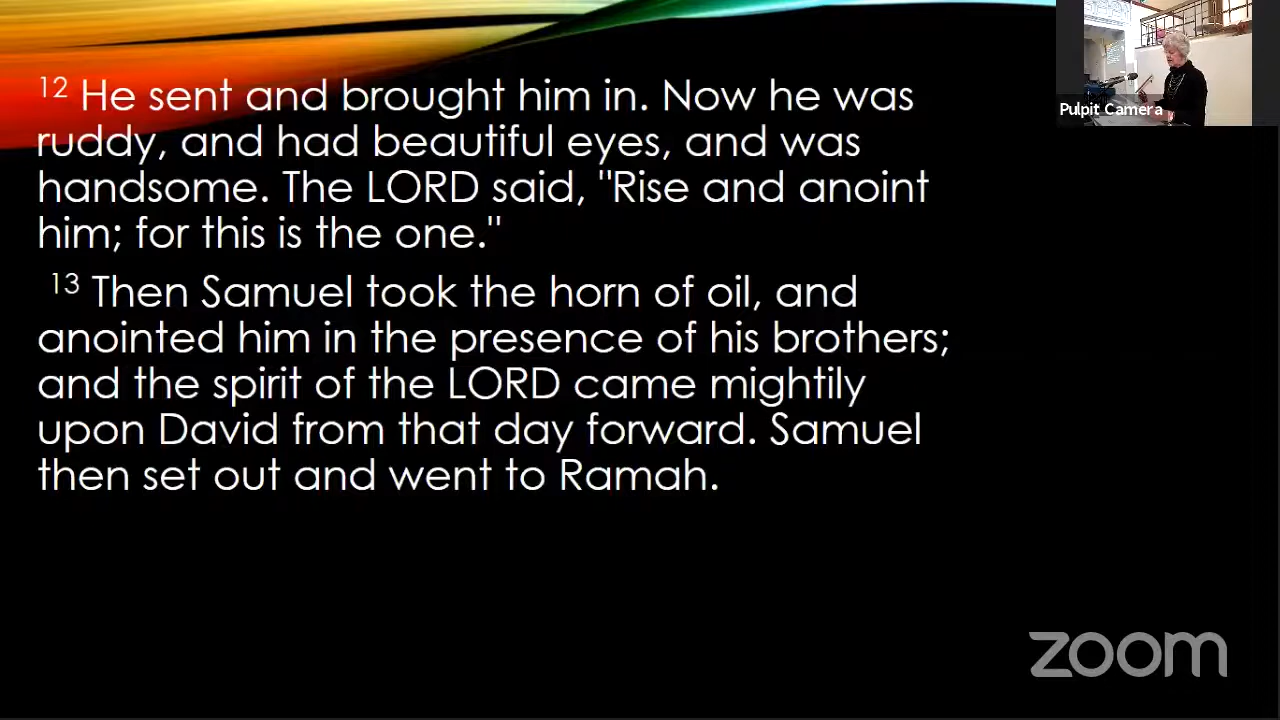 12 He sent and brought him in. Now he was
ruddy, and had beautiful eyes, and was
handsome. The LORD said, "Rise and anoint
him; for this is the one."
13 Then Samuel took the horn of oil, and
anointed him in the presence of his brothers;
and the spirit of the LORD came mightily
upon David from that day forward. Samuel
then set out and went to Ramah.
Pulpit Camera
zoom